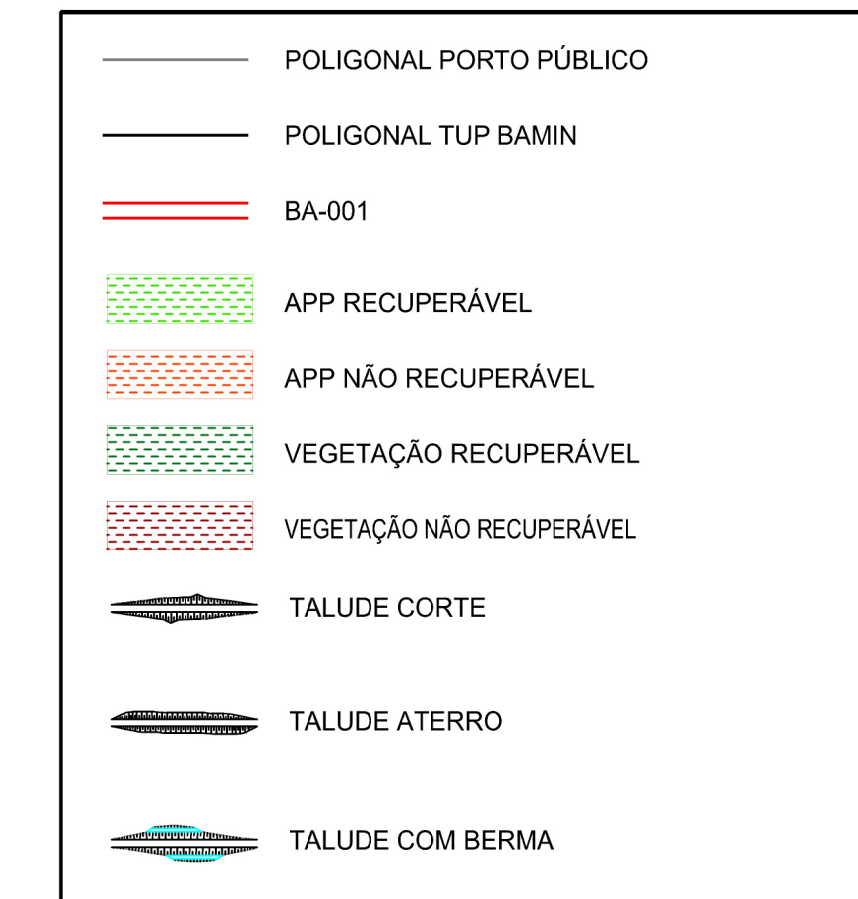 POLIGONAL PORTO PÚBLICO
POLIGONAL TUP BAMIN
BA-001
APP RECUPERÁVEL
APP NÃO RECUPERÁVEL
VEGETAÇÃO RECUPERÁVEL
VEGETAÇÃO NÃO RECUPERÁVEL
TALUDE CORTE
TALUDE ATERRO
TALUDE COM BERMA